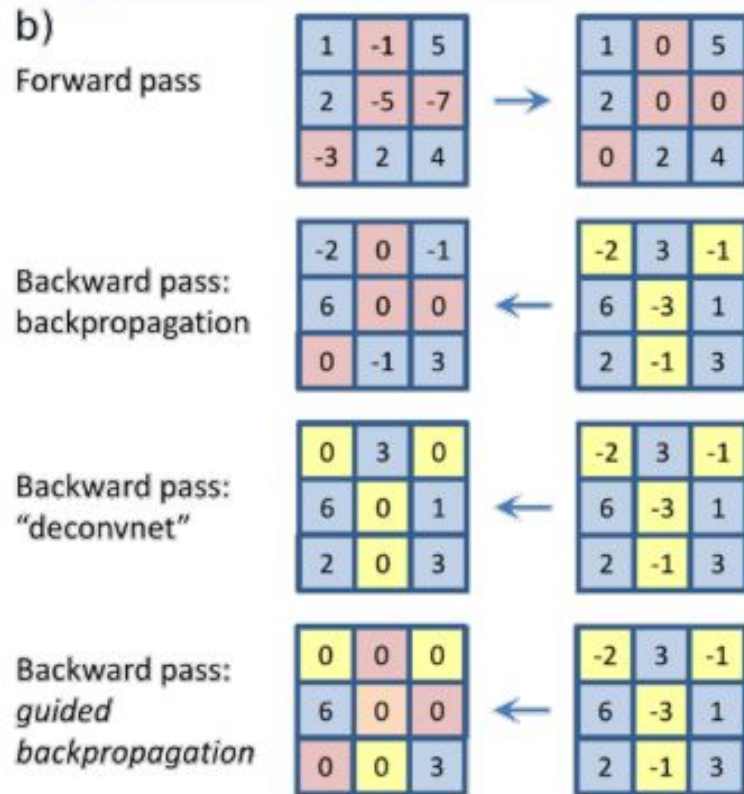 b)
Forward pass
1 -1 5 1 0 5
2 -5 -7 2 0 0
-3 2 4 0 2 4
Backward pass:
backpropagation
-2 0 -1 -2 3 -1
6 0 0 6 -3 1
0 -1 3 2 -1 3
Backward pass:
“deconvnet”
0 3 0 -2 3 -1
6 0 1 6 -3 1
2 0 3 2 -1 3
Backward pass:
guided
backpropagation
0 0 0 -2 3 -1
6 0 0 6 -3 1
0 0 3 2 -1 3